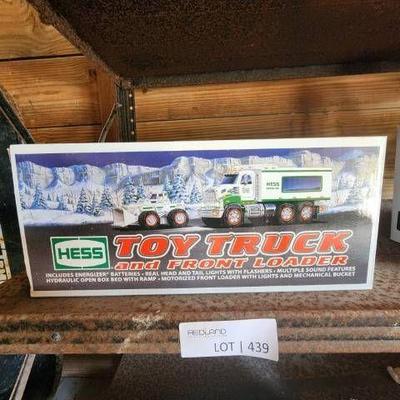 HESS
HESS
TOY TRUCK
and FRONT LOADER
INCLUDES ENERGIZER® BATTERIES • REAL HEAD AND TAIL LIGHTS WITH FLASHERS • MULTIPLE SOUND FEATURES
HYDRAULIC OPEN BOX BED WITH RAMP • MOTORIZED FRONT LOADER WITH LIGHTS AND MECHANICAL BUCKET
REDLAND
LOT | 439